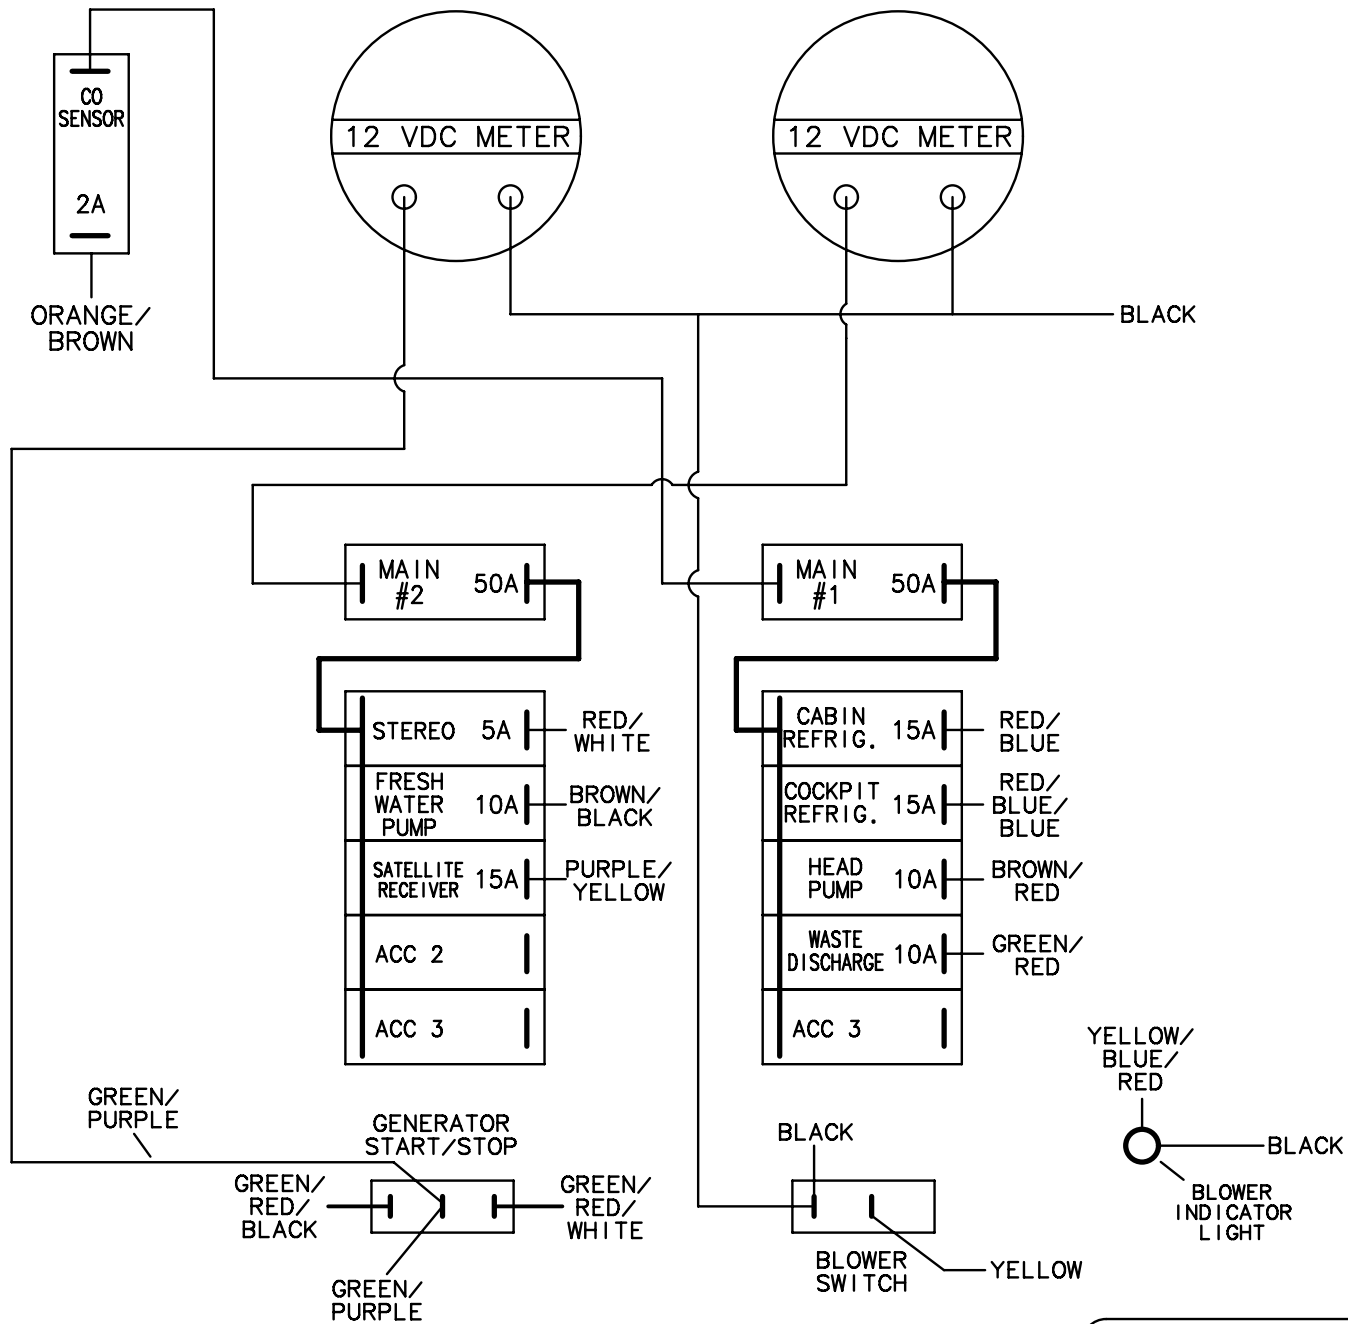 CO
SENSOR
2A
ORANGE/
BROWN
12 VDC METER
12 VDC METER
BLACK
MAIN
#2
50A
MAIN
#1
50A
STEREO 5A
RED/
WHITE
FRESH
WATER
PUMP
10A
BROWN/
BLACK
SATELLITE
RECEIVER
15A
PURPLE/
YELLOW
ACC 2
ACC 3
CABIN
REFRIG.
15A
RED/
BLUE
COCKPIT
REFRIG.
15A
RED/
BLUE/
BLUE
HEAD
PUMP
10A
BROWN/
RED
WASTE
DISCHARGE
10A
GREEN/
RED
ACC 3
GREEN/
PURPLE
GENERATOR
START/STOP
GREEN/
RED/
BLACK
GREEN/
RED/
WHITE
GREEN/
PURPLE
BLACK
BLOWER
SWITCH
YELLOW
YELLOW/
BLUE/
RED
BLACK
BLOWER
INDICATOR
LIGHT